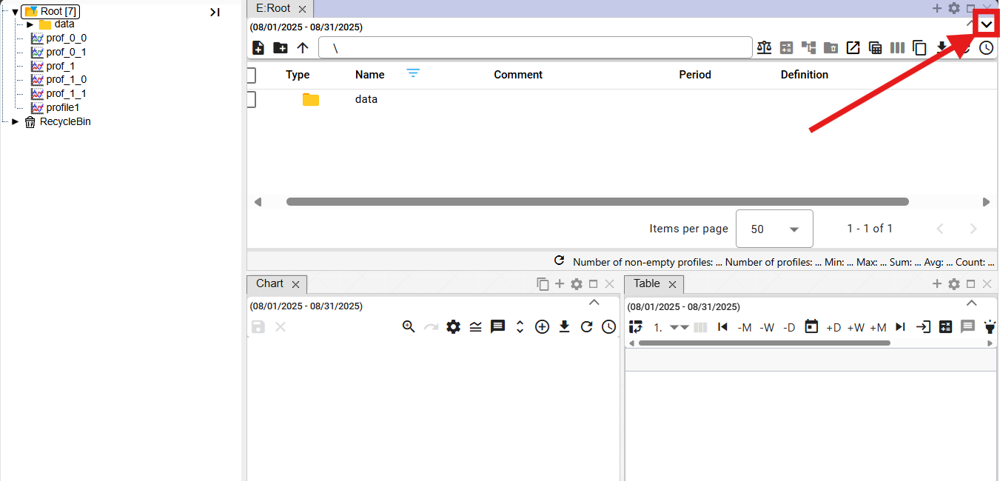 Root [7]
data
prof_0_0
prof_0_1
prof_1
prof_1_0
prof_1_1
profile1
RecycleBin
E:Root
(08/01/2025 - 08/31/2025)
\
Type Name Comment Period Definition
data
Items per page 50 1 - 1 of 1
Number of non-empty profiles: ... Number of profiles: ... Min: ... Max: ... Sum: ... Avg: ... Count: ...
Chart
(08/01/2025 - 08/31/2025)
Table
(08/01/2025 - 08/31/2025)
1. -M -W -D +D +W +M